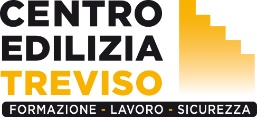 CENTRO
EDILIZIA
TREVISO
FORMAZIONE - LAVORO - SICUREZZA